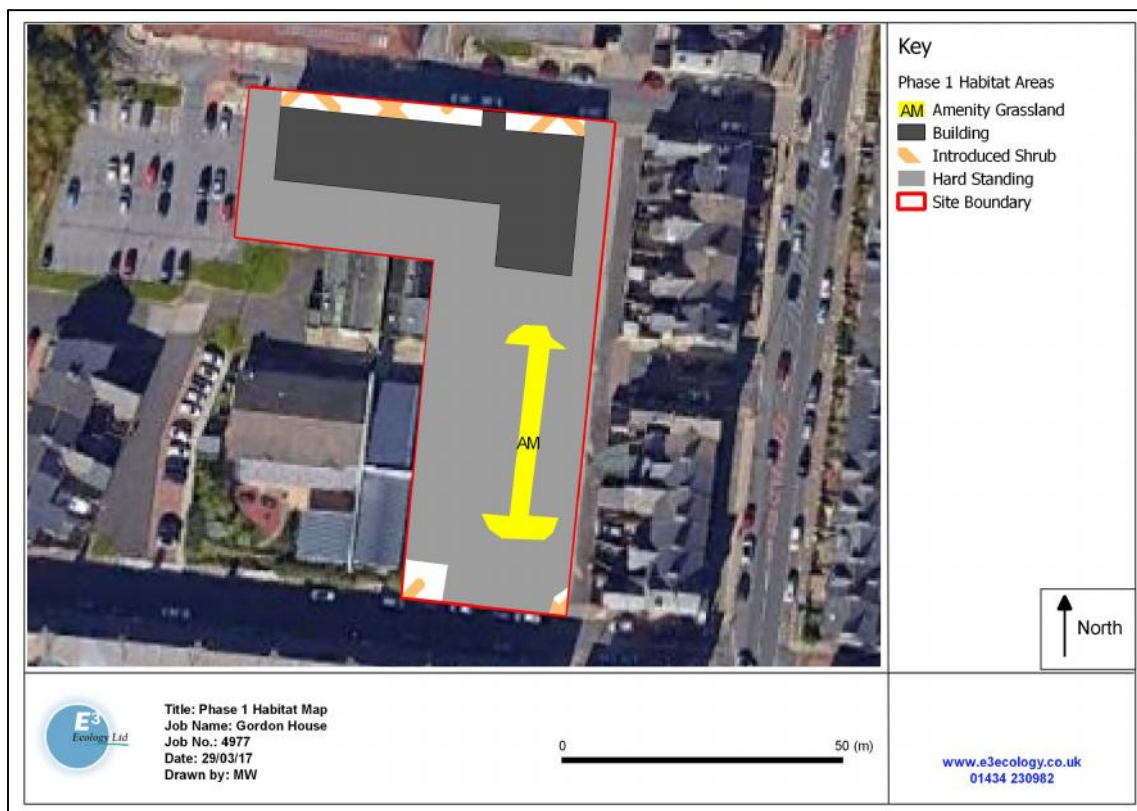 Key
Phase 1 Habitat Areas
AM Amenity Grassland
Building
Introduced Shrub
Hard Standing
Site Boundary
AM
North
E3
Ecology Ltd
Title: Phase 1 Habitat Map
Job Name: Gordon House
Job No.: 4977
Date: 29/03/17
Drawn by: MW
0 50 (m)
www.e3ecology.co.uk
01434 230982